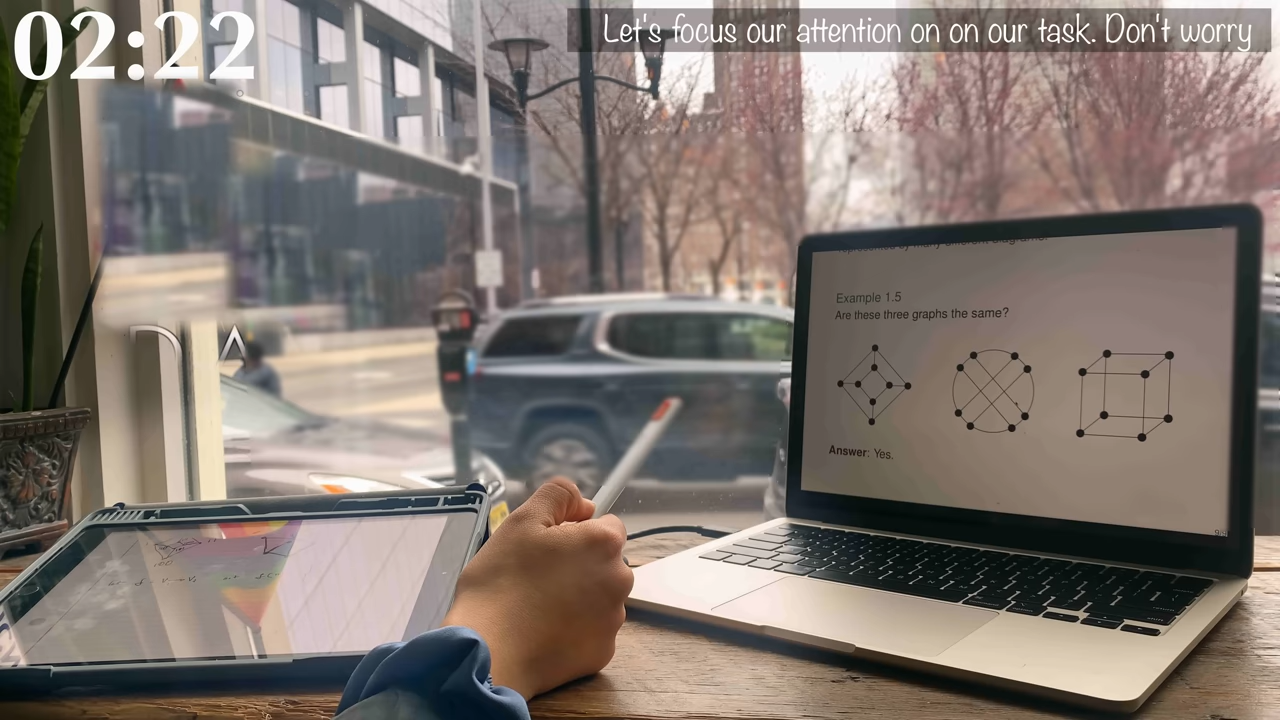 02:22
Let's focus our attention on on our task. Don't worry
Example 1.5
Are these three graphs the same?
Answer: Yes.